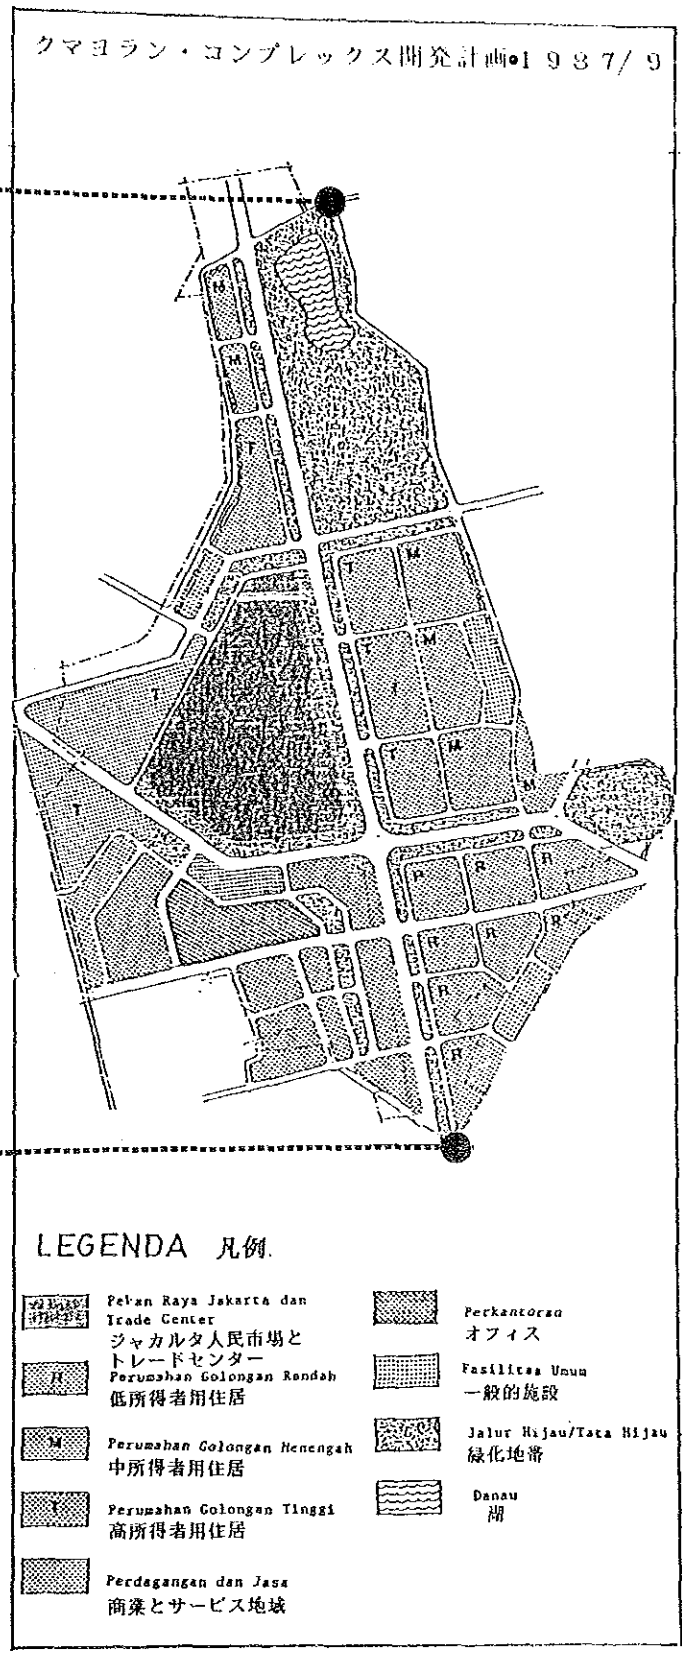 クマヨラン・コンプレックス開発計画•1987/9
M
M
T
T
M
T
M
T
T
M
T
M
R
R
P
R
R
R
R
R
LEGENDA 凡例.
Pekan Raya Jakarta dan
Trade Center
ジャカルタ人民市場と
トレードセンター
R
Perumahan Golongan Rendah
低所得者用住居
M
Perumahan Golongan Menengah
中所得者用住居
T
Perumahan Golongan Tinggi
高所得者用住居
Perdagangan dan Jasa
商業とサービス地域
Perkantoran
オフィス
Fasilitas Umum
一般的施設
Jalur Hijau/Tata Hijau
緑化地帯
Danau
湖